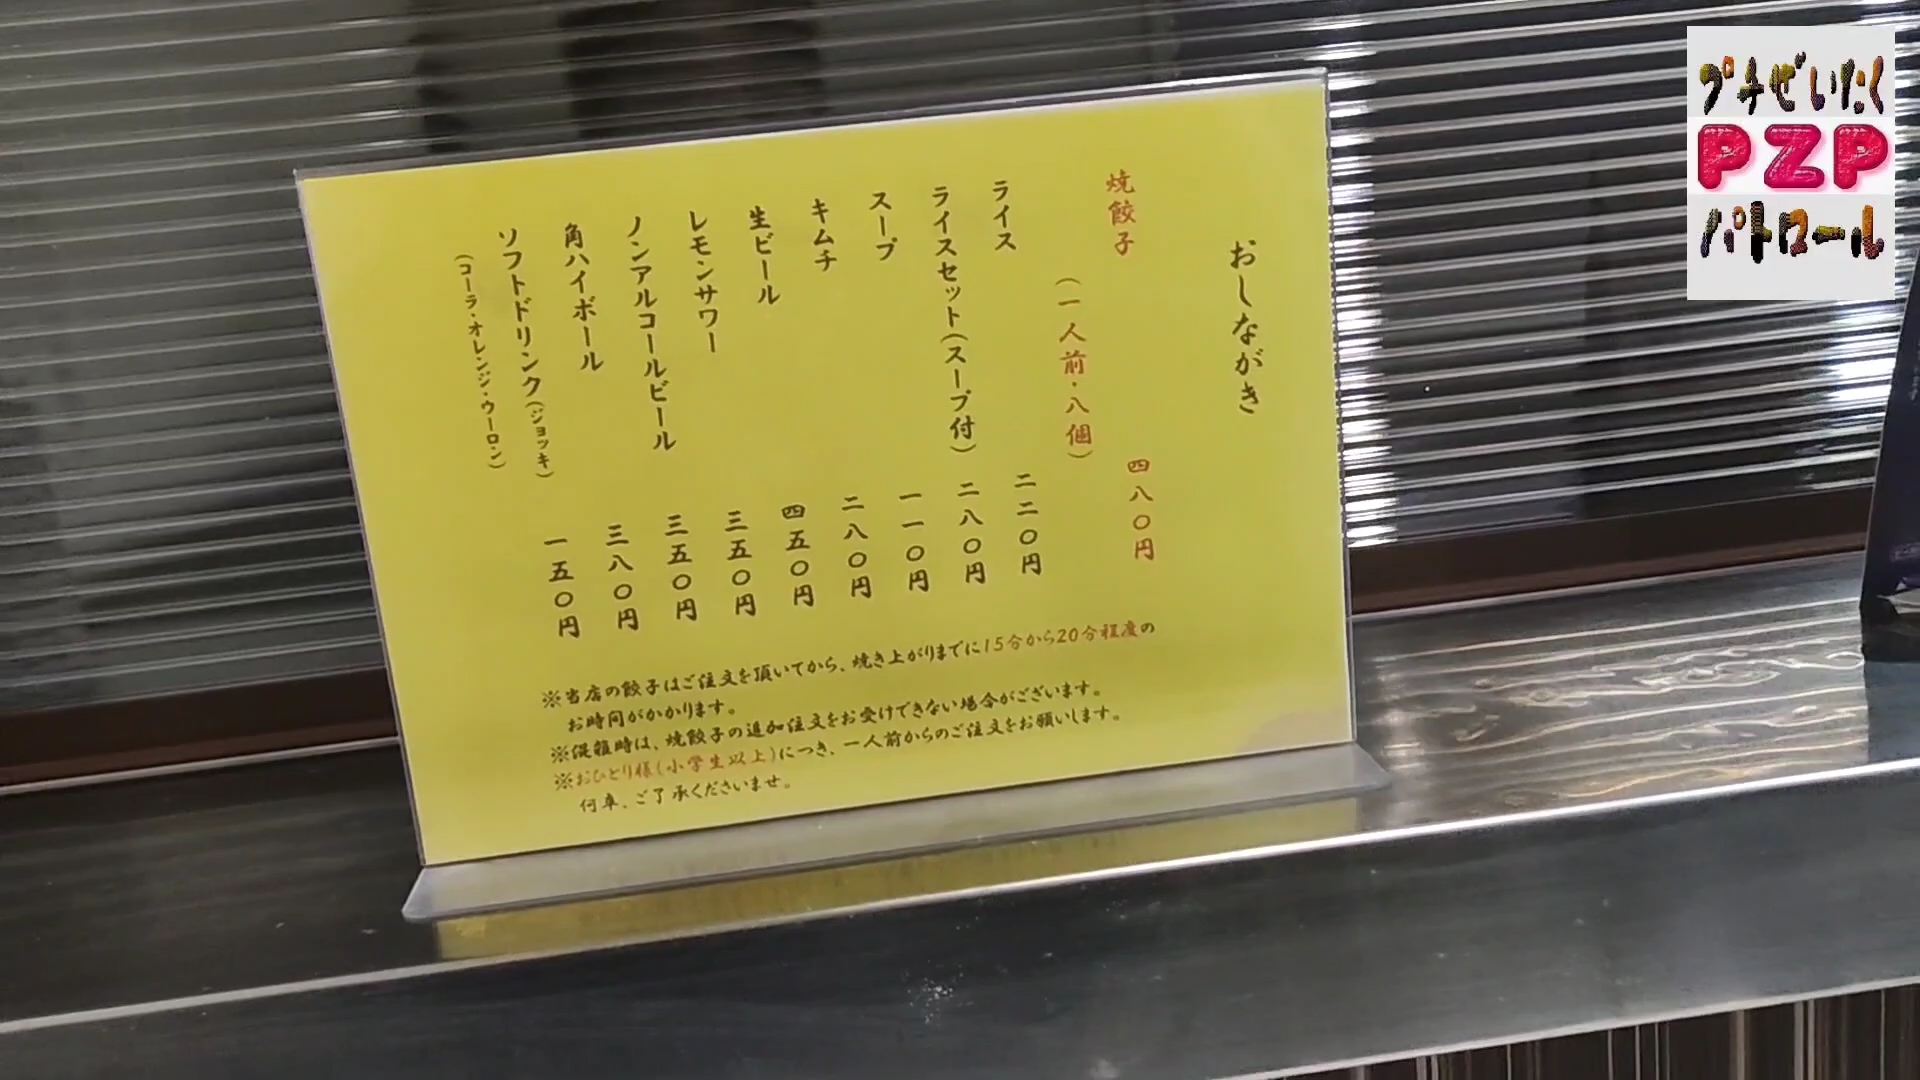 おしながき
焼餃子 四八〇円
(一人前・八個)
ライス 二二〇円
ライスセット(スープ付) 二八〇円
スープ 一一〇円
キムチ 二八〇円
生ビール 四五〇円
レモンサワー 三五〇円
ノンアルコールビール 三五〇円
角ハイボール 三八〇円
ソフトドリンク(ジョッキ) 一五〇円
(コーラ・オレンジ・ウーロン)
※当店の餃子はご注文を頂いてから、焼き上がりまでに15分から20分程度の
お時間がかかります。
※混雑時は、焼餃子の追加注文をお受けできない場合がございます。
※おひとり様(小学生以上)につき、一人前からのご注文をお願いします。
何卒、ご了承くださいませ。
プチぜいたく
PZP
パトロール